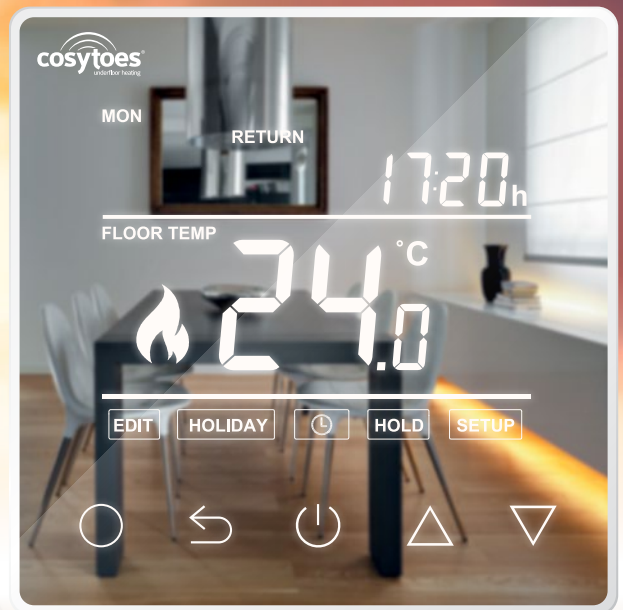 cosytoes®
underfloor heating
MON
RETURN
17:20h
FLOOR TEMP
24.0 °C
EDIT HOLIDAY HOLD SETUP